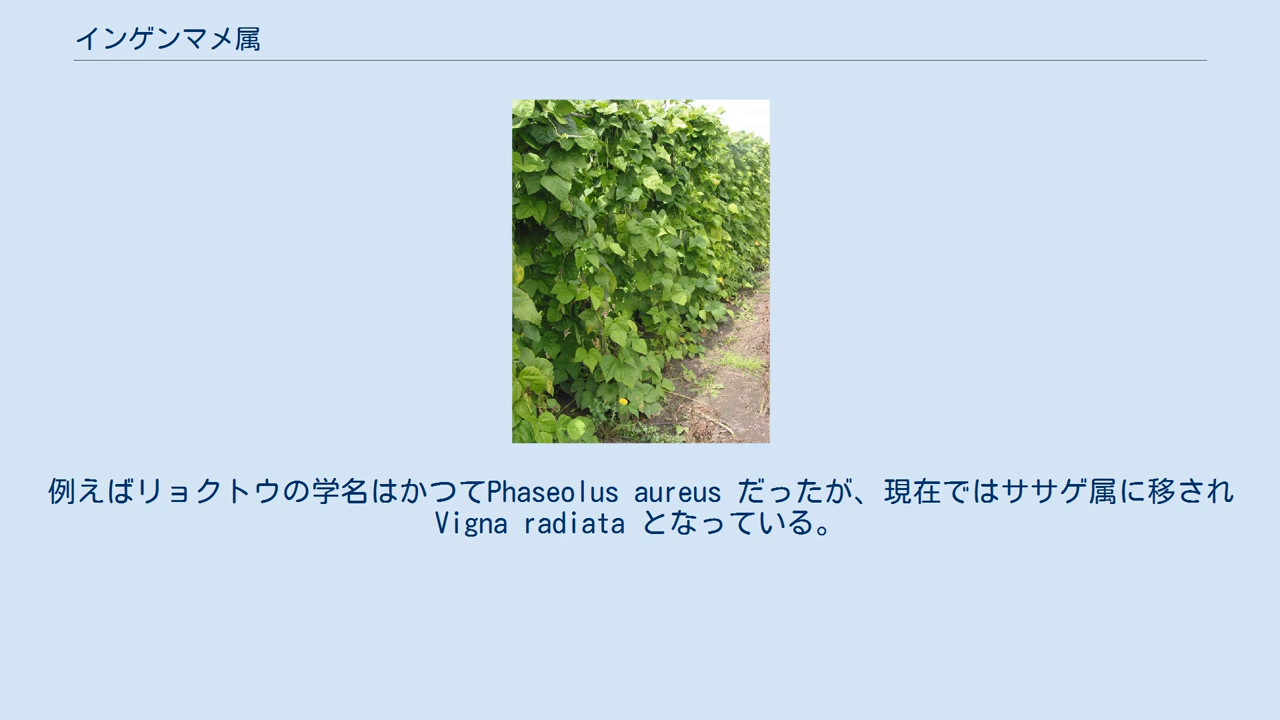 インゲンマメ属
例えばリョクトウの学名はかつてPhaseolus aureus だったが、現在ではササゲ属に移され
Vigna radiata となっている。